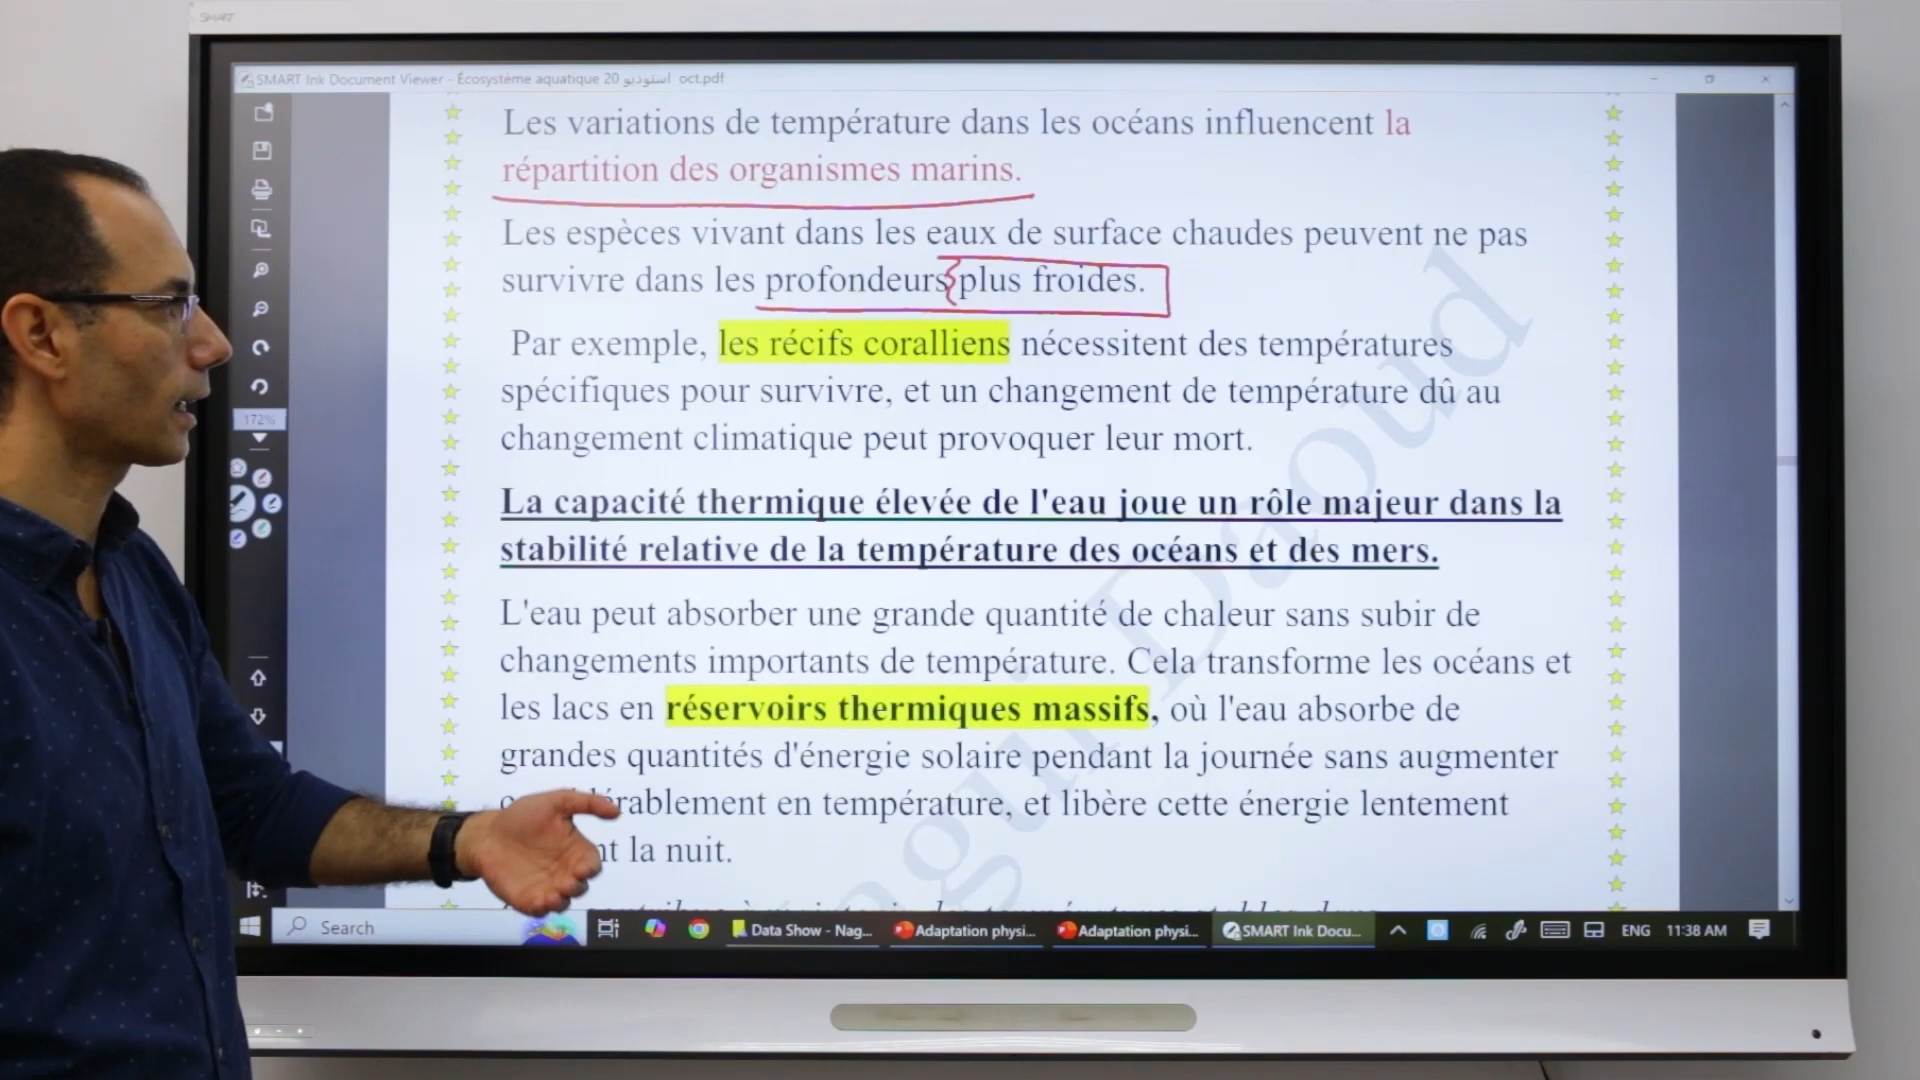 SMART
SMART Ink Document Viewer - Écosystème aquatique 20 استوديو oct.pdf
Les variations de température dans les océans influencent la
répartition des organismes marins.
Les espèces vivant dans les eaux de surface chaudes peuvent ne pas
survivre dans les profondeurs plus froides.
Par exemple, les récifs coralliens nécessitent des températures
spécifiques pour survivre, et un changement de température dû au
changement climatique peut provoquer leur mort.
172%
La capacité thermique élevée de l'eau joue un rôle majeur dans la
stabilité relative de la température des océans et des mers.
L'eau peut absorber une grande quantité de chaleur sans subir de
changements importants de température. Cela transforme les océans et
les lacs en réservoirs thermiques massifs, où l'eau absorbe de
grandes quantités d'énergie solaire pendant la journée sans augmenter
en température, et libère cette énergie lentement
la nuit.
Daoud
Search
Data Show - Nag...
Adaptation physi...
Adaptation physi...
SMART Ink Docu...
ENG 11:38 AM